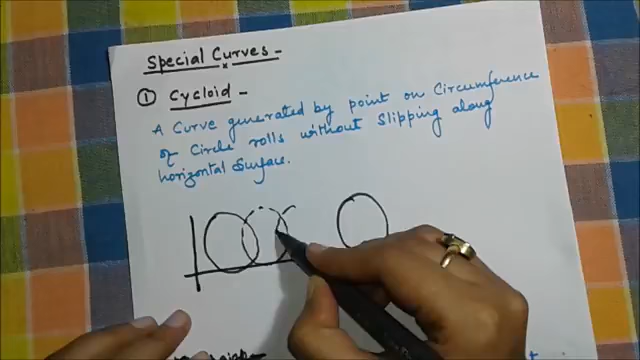 Special Curves -
① Cycloid -
A Curve generated by point on Circumference
of Circle rolls without slipping along
horizontal surface.